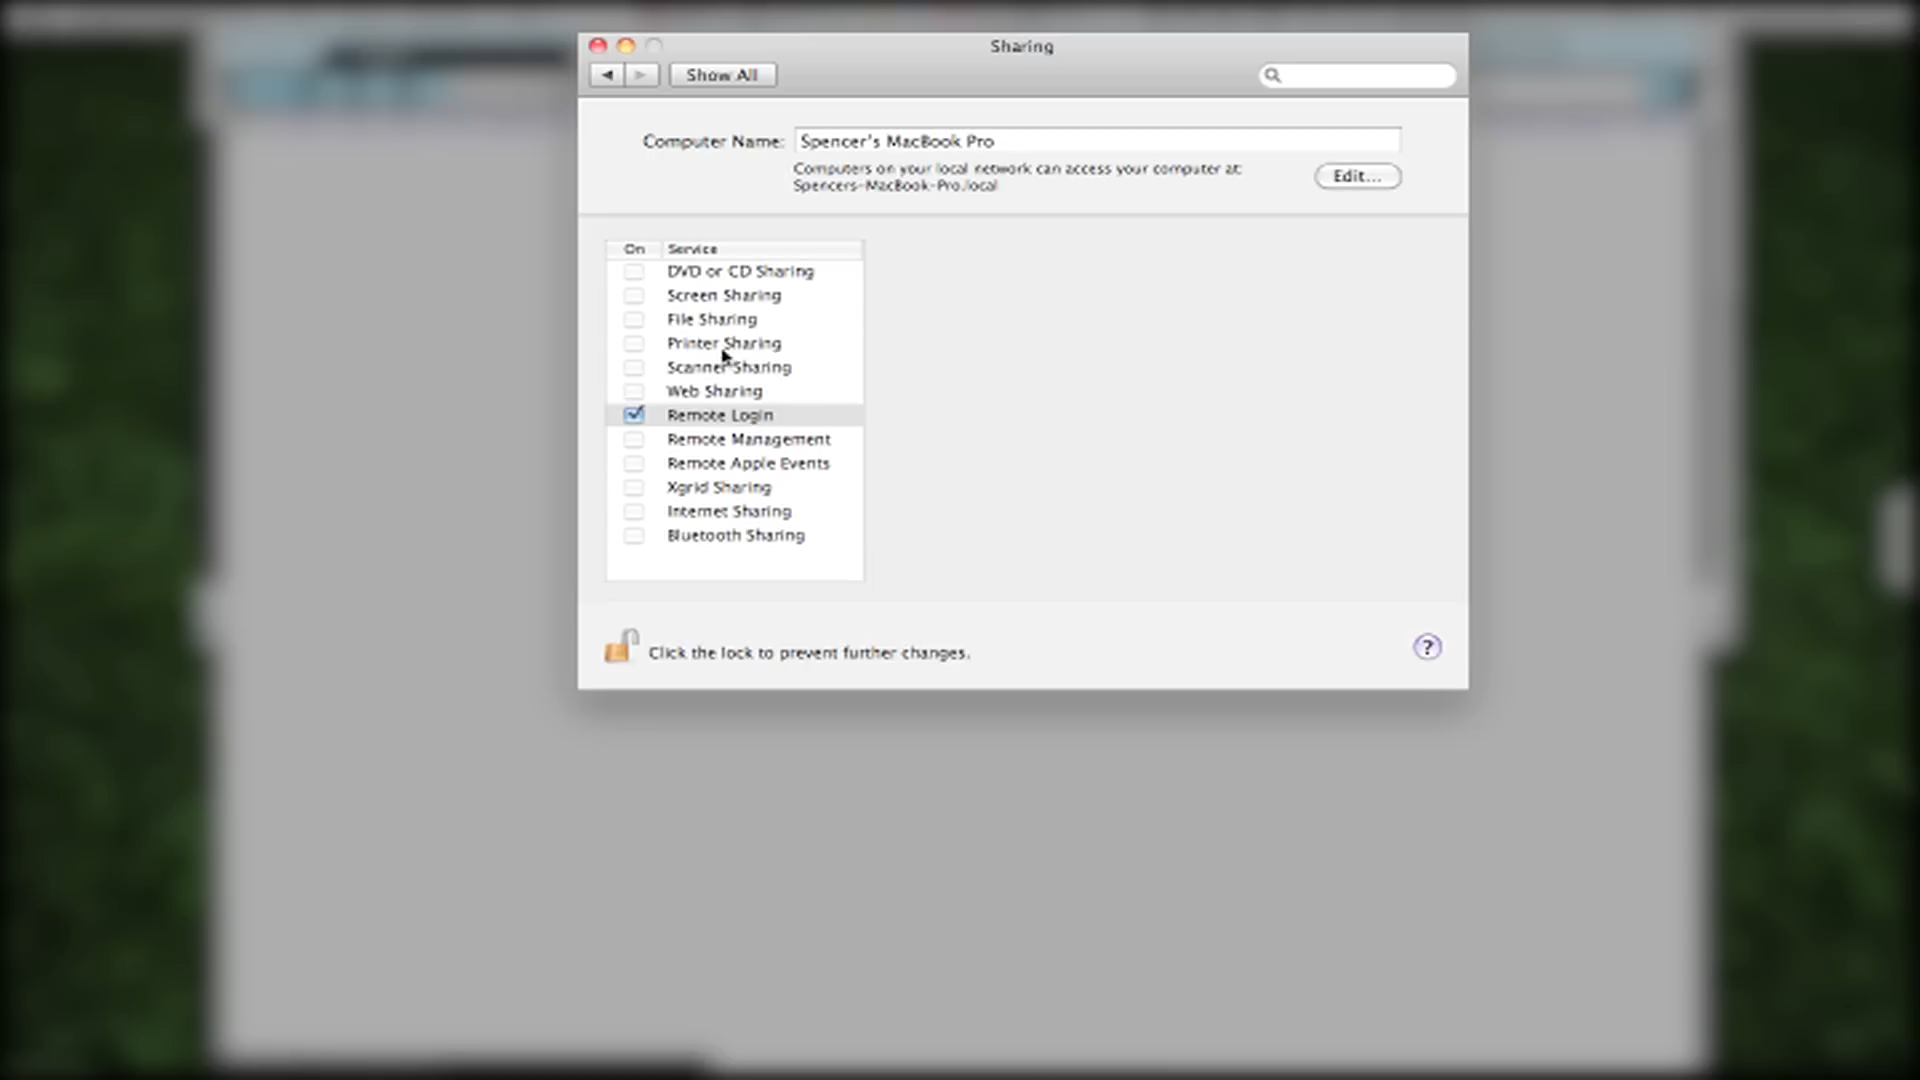 Sharing
Show All
Computer Name: Spencer's MacBook Pro
Computers on your local network can access your computer at:
Spencers-MacBook-Pro.local
Edit...
On Service
DVD or CD Sharing
Screen Sharing
File Sharing
Printer Sharing
Scanner Sharing
Web Sharing
Remote Login
Remote Management
Remote Apple Events
Xgrid Sharing
Internet Sharing
Bluetooth Sharing
Click the lock to prevent further changes.
?